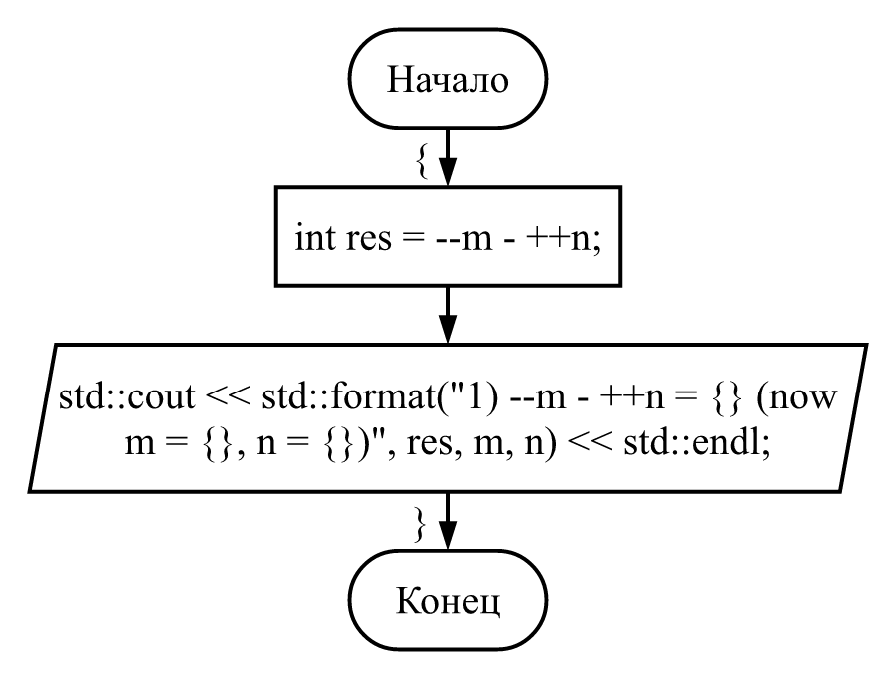 Начало
{
int res = --m - ++n;
std::cout << std::format("1) --m - ++n = {} (now
m = {}, n = {})", res, m, n) << std::endl;
}
Конец